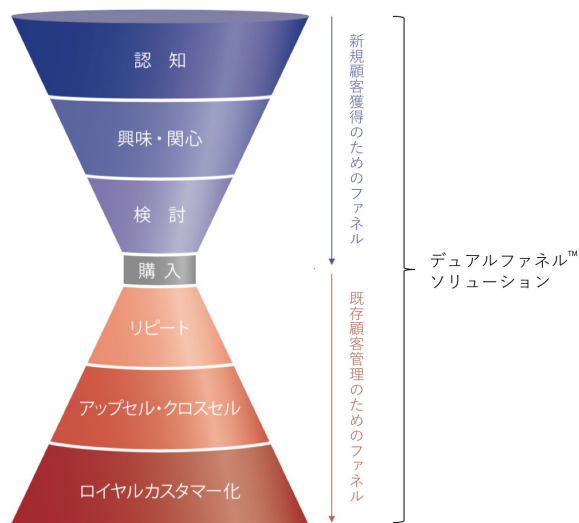 認 知
興味・関心
検 討
購 入
リピート
アップセル・クロスセル
ロイヤルカスタマー化
新規顧客獲得のためのファネル
既存顧客管理のためのファネル
デュアルファネル™
ソリューション